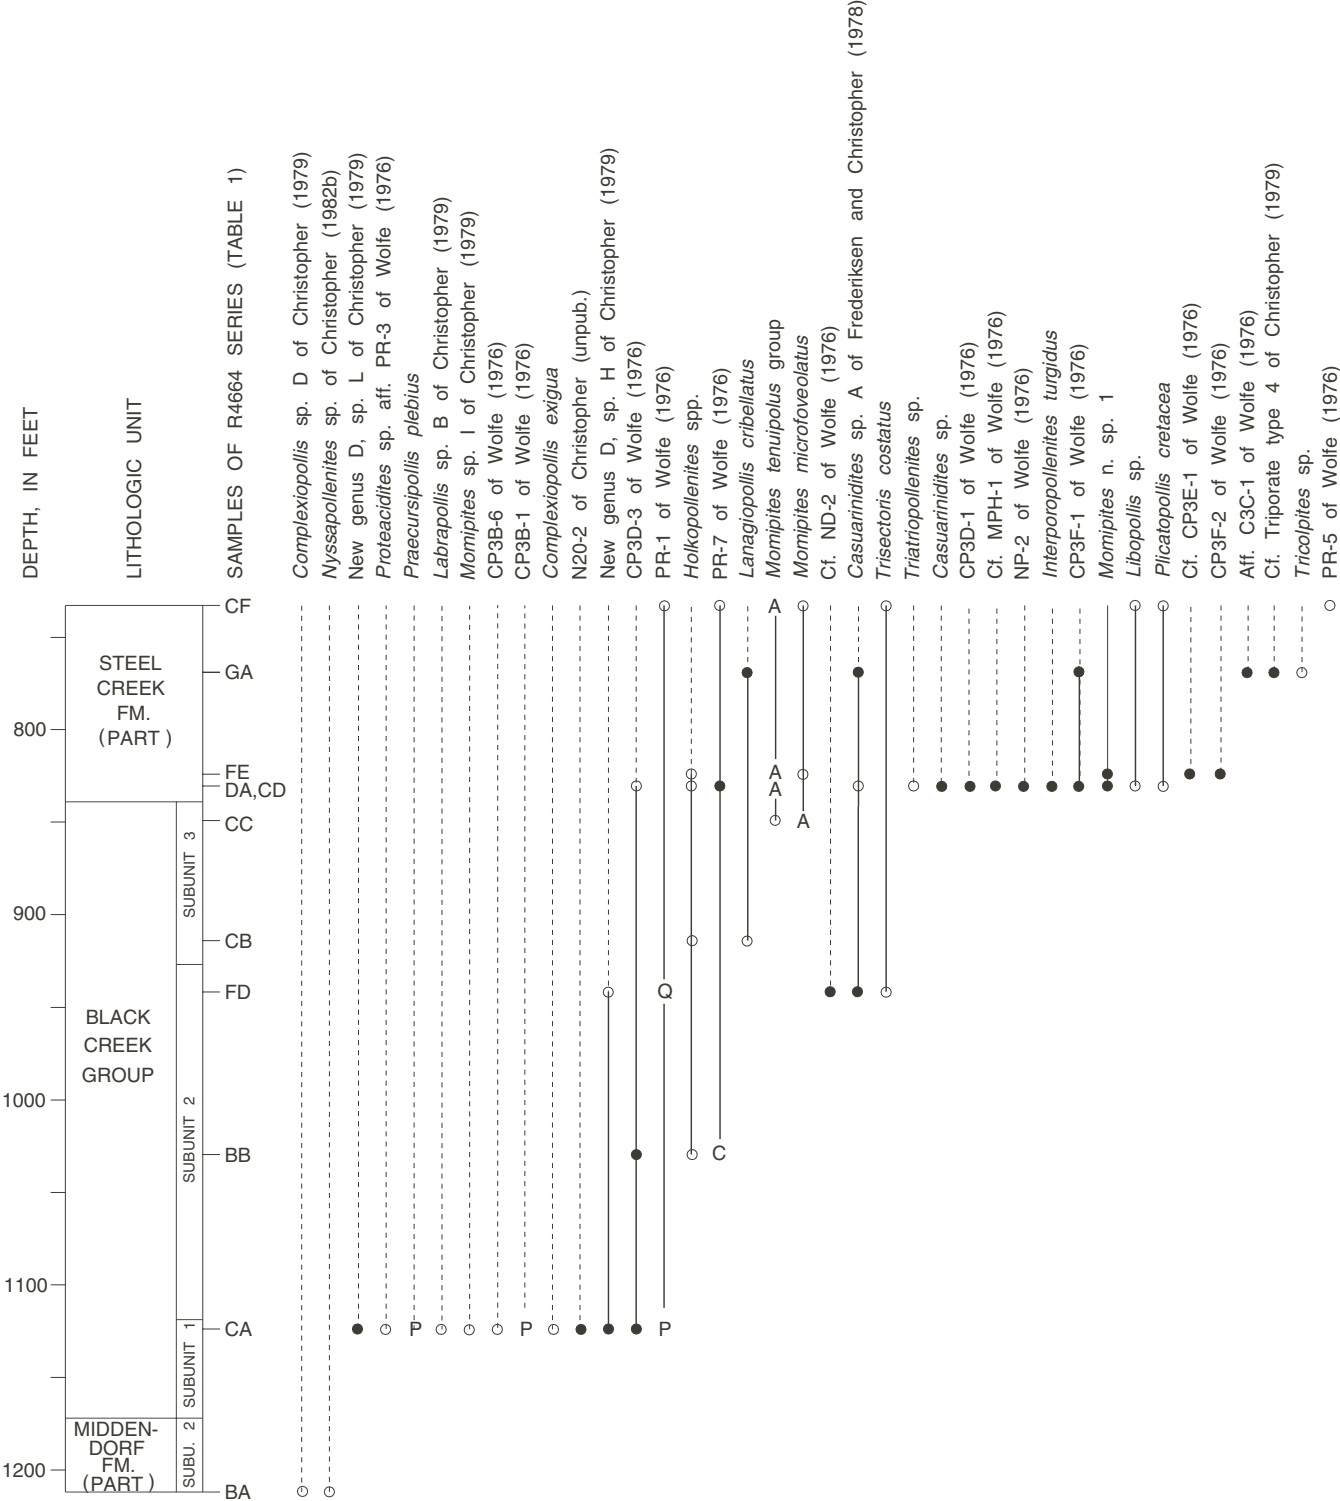 DEPTH, IN FEET
LITHOLOGIC UNIT
SAMPLES OF R4664 SERIES (TABLE 1)
Complexiopollis sp. D of Christopher (1979)
Nyssapollenites sp. of Christopher (1982b)
New genus D, sp. L of Christopher (1979)
Proteacidites sp. aff. PR-3 of Wolfe (1976)
Praecursipollis plebius
Labrapollis sp. B of Christopher (1979)
Momipites sp. I of Christopher (1979)
CP3B-6 of Wolfe (1976)
CP3B-1 of Wolfe (1976)
Complexiopollis exigua
N20-2 of Christopher (unpub.)
New genus D, sp. H of Christopher (1979)
CP3D-3 of Wolfe (1976)
PR-1 of Wolfe (1976)
Holkopollenites spp.
PR-7 of Wolfe (1976)
Lanagiopollis cribellatus
Momipites tenuipolus group
Momipites microfoveolatus
Cf. ND-2 of Wolfe (1976)
Casuarinidites sp. A of Frederiksen and Christopher (1978)
Trisectoris costatus
Triatriopollenites sp.
Casuarinidites sp.
CP3D-1 of Wolfe (1976)
Cf. MPH-1 of Wolfe (1976)
NP-2 of Wolfe (1976)
Interporopollenites turgidus
CP3F-1 of Wolfe (1976)
Momipites n. sp. 1
Libopollis sp.
Plicatopollis cretacea
Cf. CP3E-1 of Wolfe (1976)
CP3F-2 of Wolfe (1976)
Aff. C3C-1 of Wolfe (1976)
Cf. Triporate type 4 of Christopher (1979)
Tricolpites sp.
PR-5 of Wolfe (1976)
CF A
STEEL
CREEK
FM.
(PART)
GA
800
FE A
DA,CD A
CC A
SUBUNIT 3
900
CB
FD Q
BLACK
CREEK
GROUP
1000
SUBUNIT 2
BB C
1100
CA P P P
SUBUNIT 1
MIDDEN-
DORF
FM.
(PART)
SUBU. 2
1200
BA